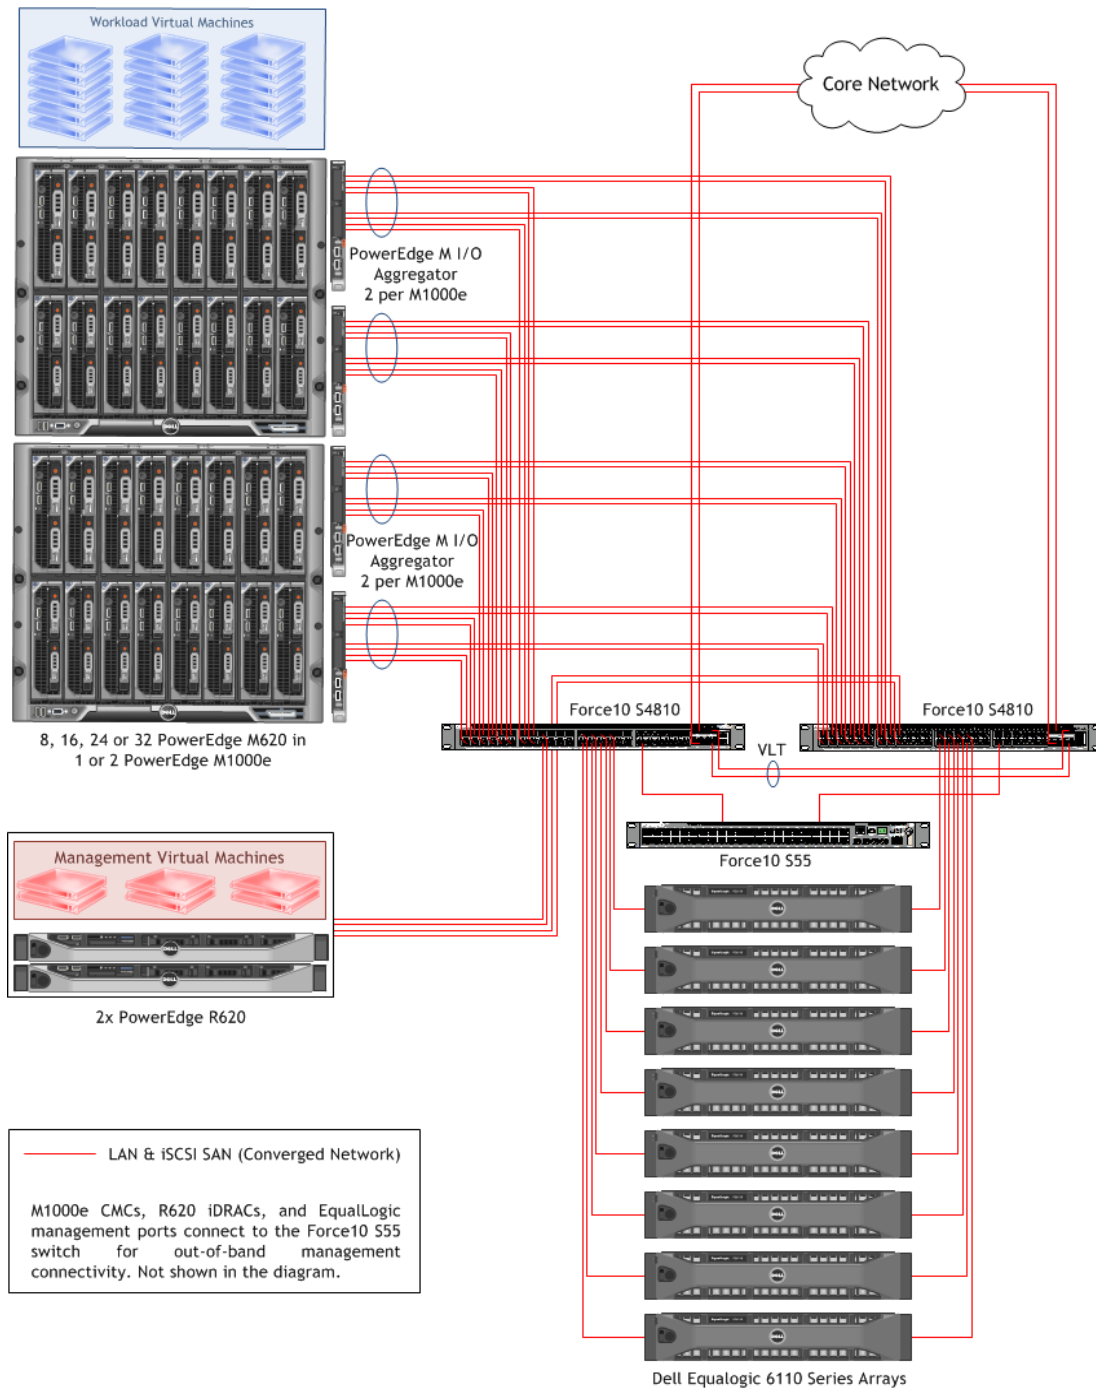 Workload Virtual Machines
Core Network
PowerEdge M I/O
Aggregator
2 per M1000e
PowerEdge M I/O
Aggregator
2 per M1000e
8, 16, 24 or 32 PowerEdge M620 in
1 or 2 PowerEdge M1000e
Force10 S4810
Force10 S4810
VLT
Force10 S55
Management Virtual Machines
2x PowerEdge R620
LAN & iSCSI SAN (Converged Network)
M1000e CMCs, R620 iDRACs, and EqualLogic
management ports connect to the Force10 S55
switch for out-of-band management
connectivity. Not shown in the diagram.
Dell Equalogic 6110 Series Arrays